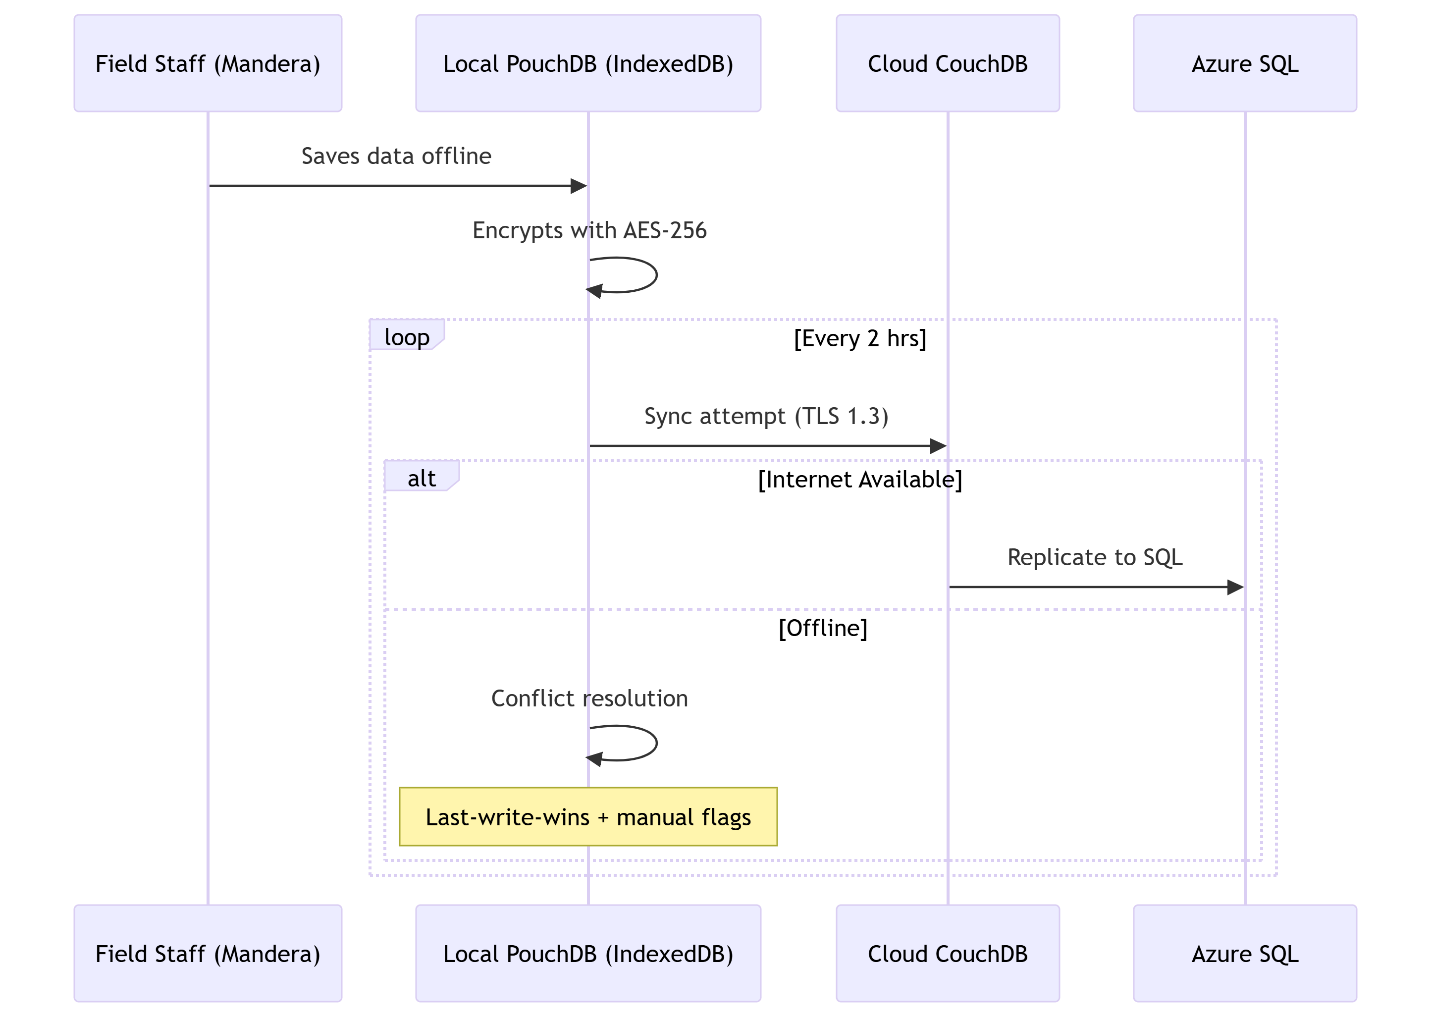 Field Staff (Mandera)
Local PouchDB (IndexedDB)
Cloud CouchDB
Azure SQL
Saves data offline
Encrypts with AES-256
loop
[Every 2 hrs]
Sync attempt (TLS 1.3)
alt
[Internet Available]
Replicate to SQL
[Offline]
Conflict resolution
Last-write-wins + manual flags
Field Staff (Mandera)
Local PouchDB (IndexedDB)
Cloud CouchDB
Azure SQL